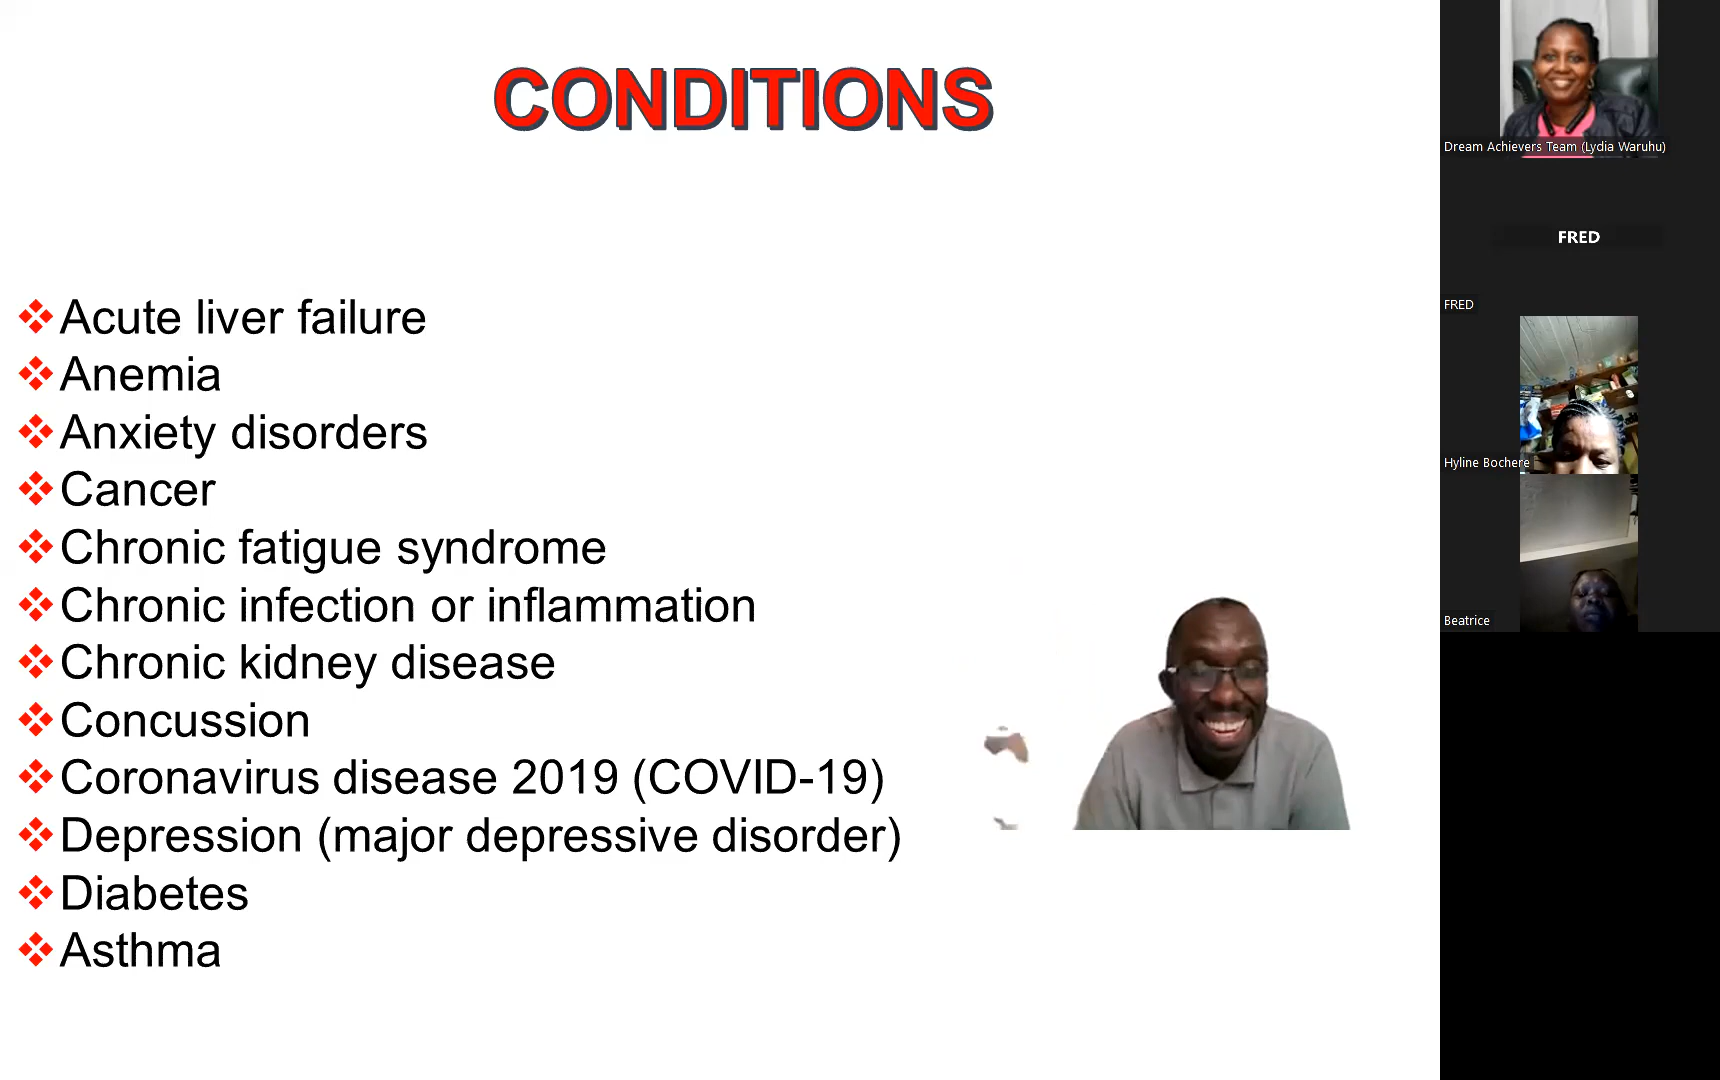 CONDITIONS
Acute liver failure
Anemia
Anxiety disorders
Cancer
Chronic fatigue syndrome
Chronic infection or inflammation
Chronic kidney disease
Concussion
Coronavirus disease 2019 (COVID-19)
Depression (major depressive disorder)
Diabetes
Asthma
Dream Achievers Team (Lydia Waruhu)
FRED
FRED
Hyline Bochere
Beatrice